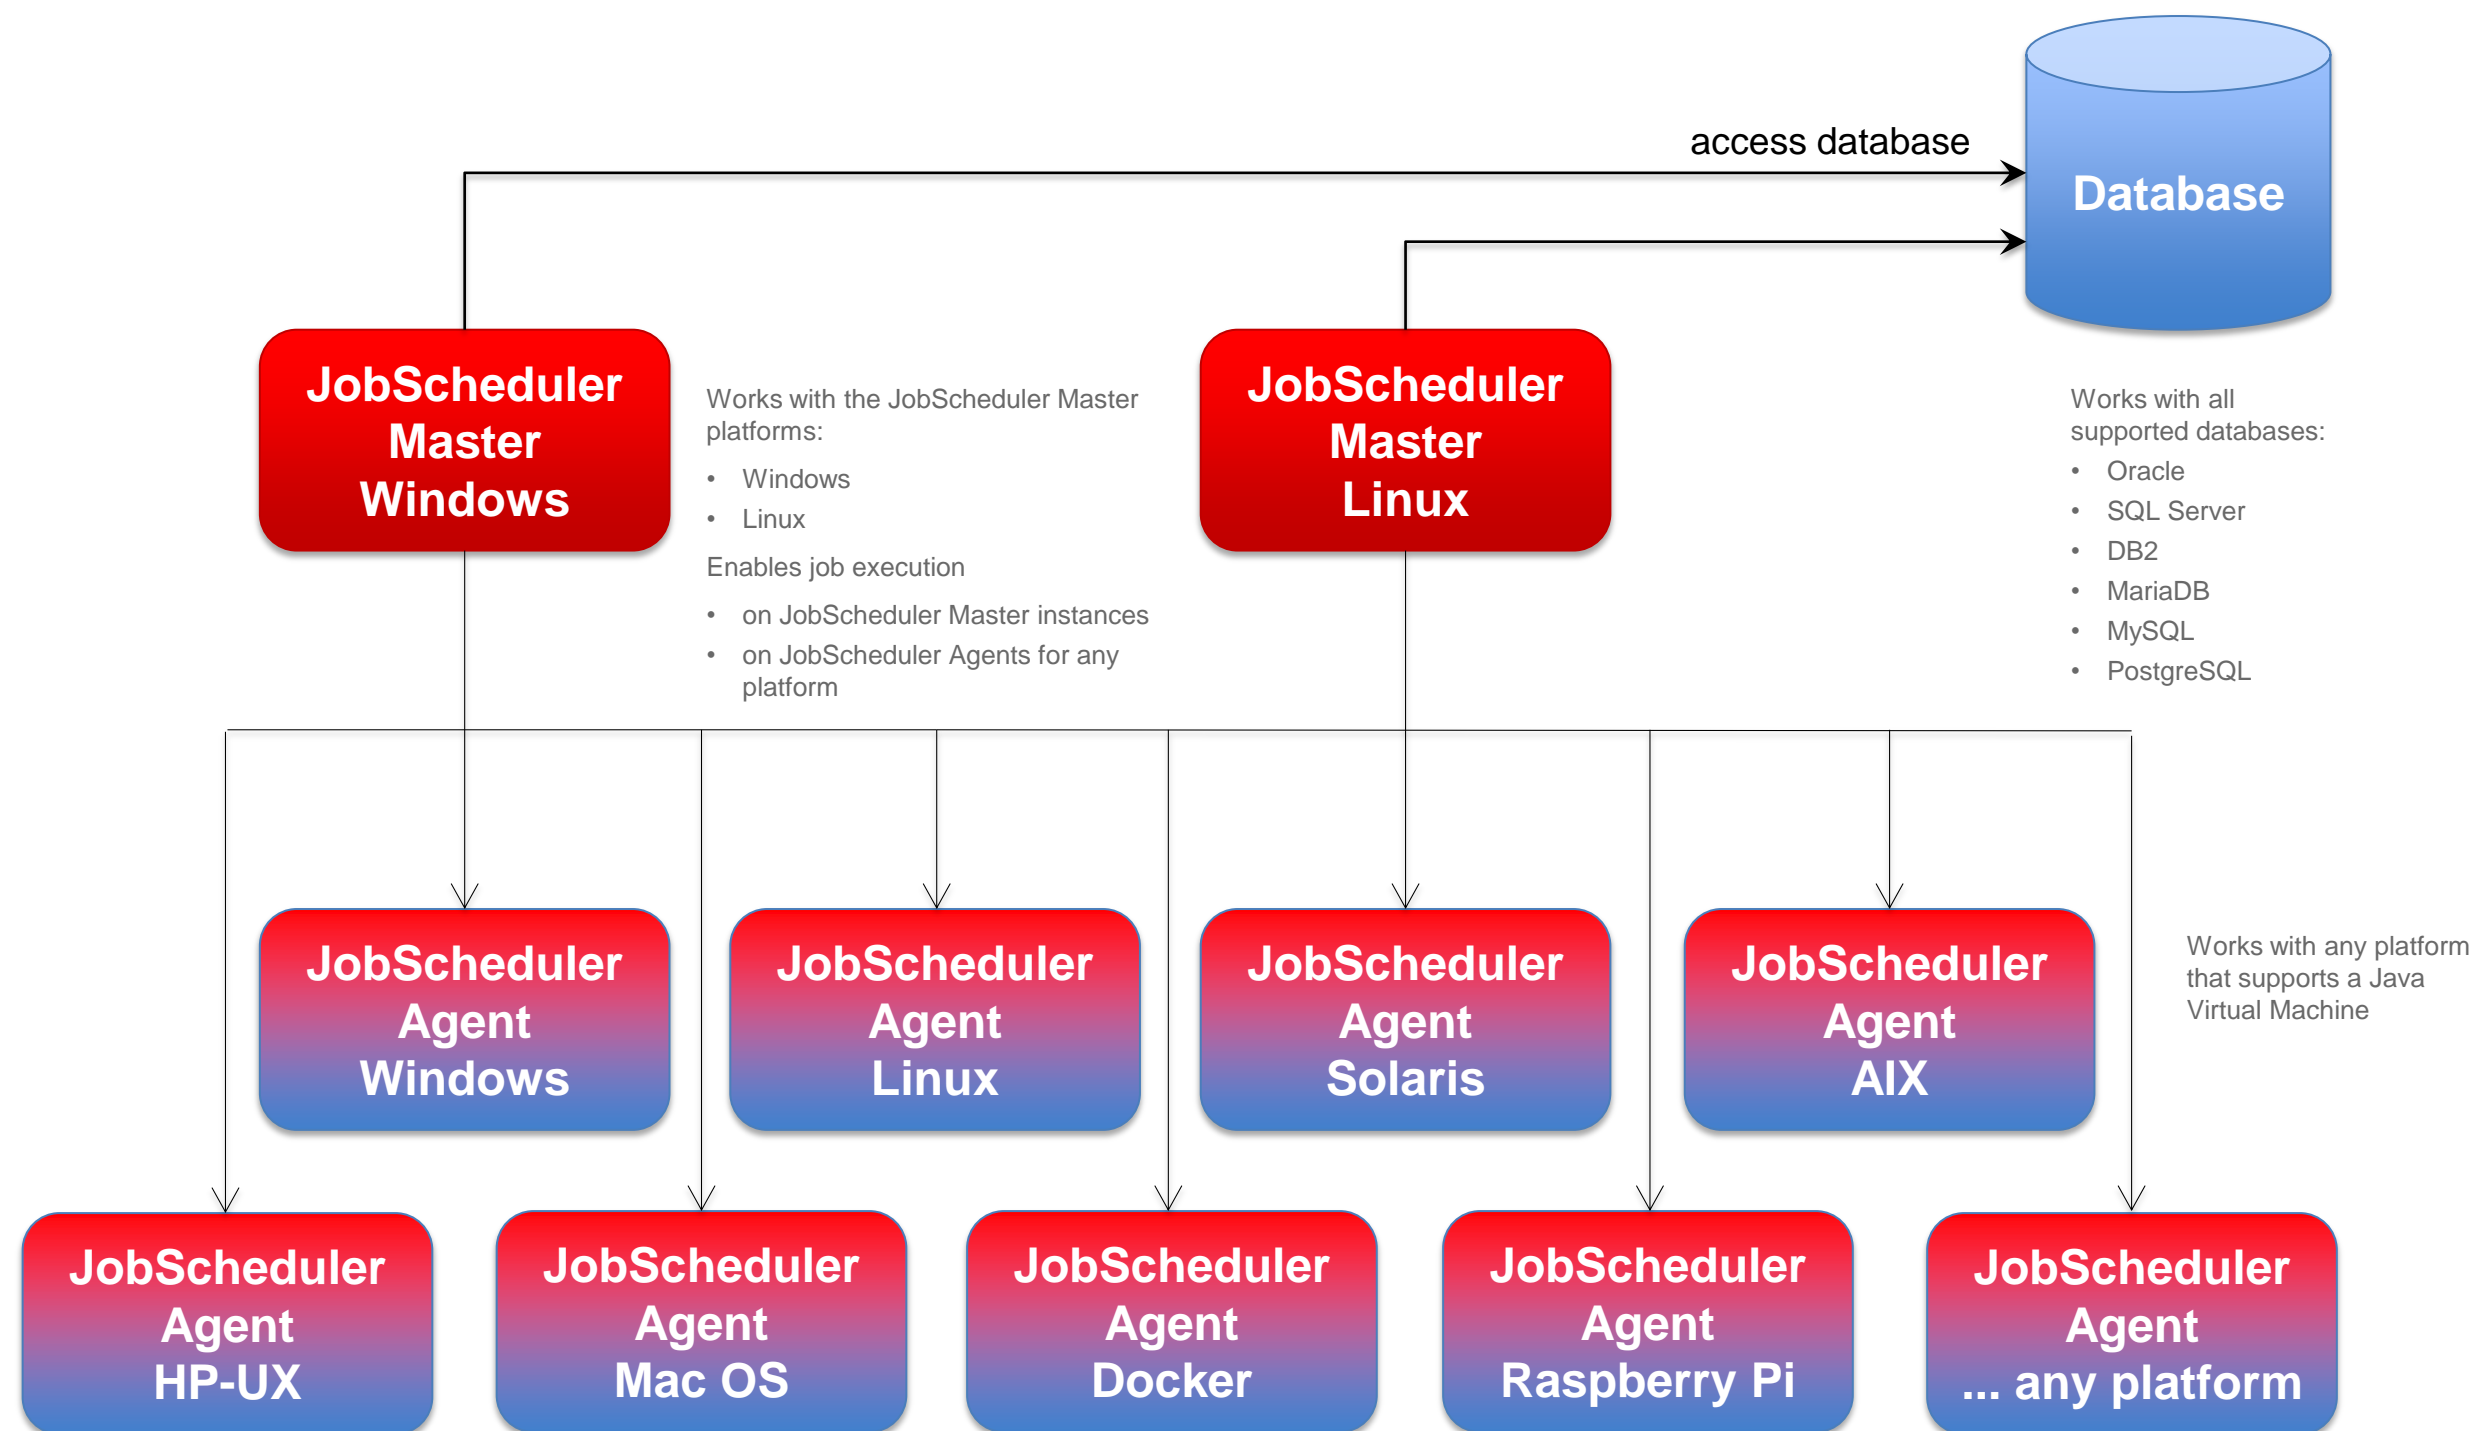 access database
Database
JobScheduler
Master
Windows
Works with the JobScheduler Master
platforms:
• Windows
• Linux
Enables job execution
• on JobScheduler Master instances
• on JobScheduler Agents for any
platform
JobScheduler
Master
Linux
Works with all
supported databases:
• Oracle
• SQL Server
• DB2
• MariaDB
• MySQL
• PostgreSQL
JobScheduler
Agent
Windows
JobScheduler
Agent
Linux
JobScheduler
Agent
Solaris
JobScheduler
Agent
AIX
Works with any platform
that supports a Java
Virtual Machine
JobScheduler
Agent
HP-UX
JobScheduler
Agent
Mac OS
JobScheduler
Agent
Docker
JobScheduler
Agent
Raspberry Pi
JobScheduler
Agent
... any platform